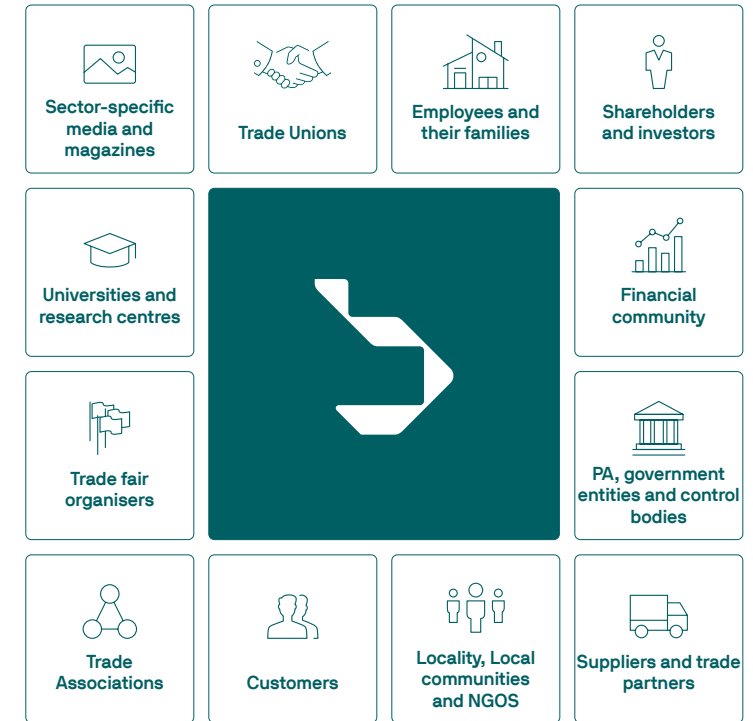 Sector-specific
media and
magazines
Trade Unions
Employees and
their families
Shareholders
and investors
Universities and
research centres
Financial
community
Trade fair
organisers
PA, government
entities and control
bodies
Trade
Associations
Customers
Locality, Local
communities
and NGOS
Suppliers and trade
partners